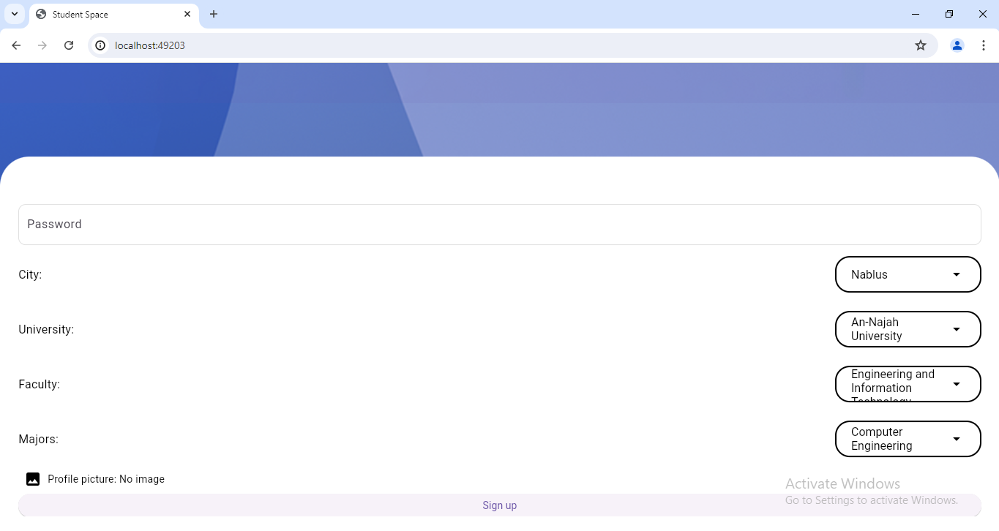 Student Space
localhost:49203
Password
City:
Nablus
University:
An-Najah
University
Faculty:
Engineering and
Information
Technology
Majors:
Computer
Engineering
Profile picture: No image
Activate Windows
Go to Settings to activate Windows.
Sign up